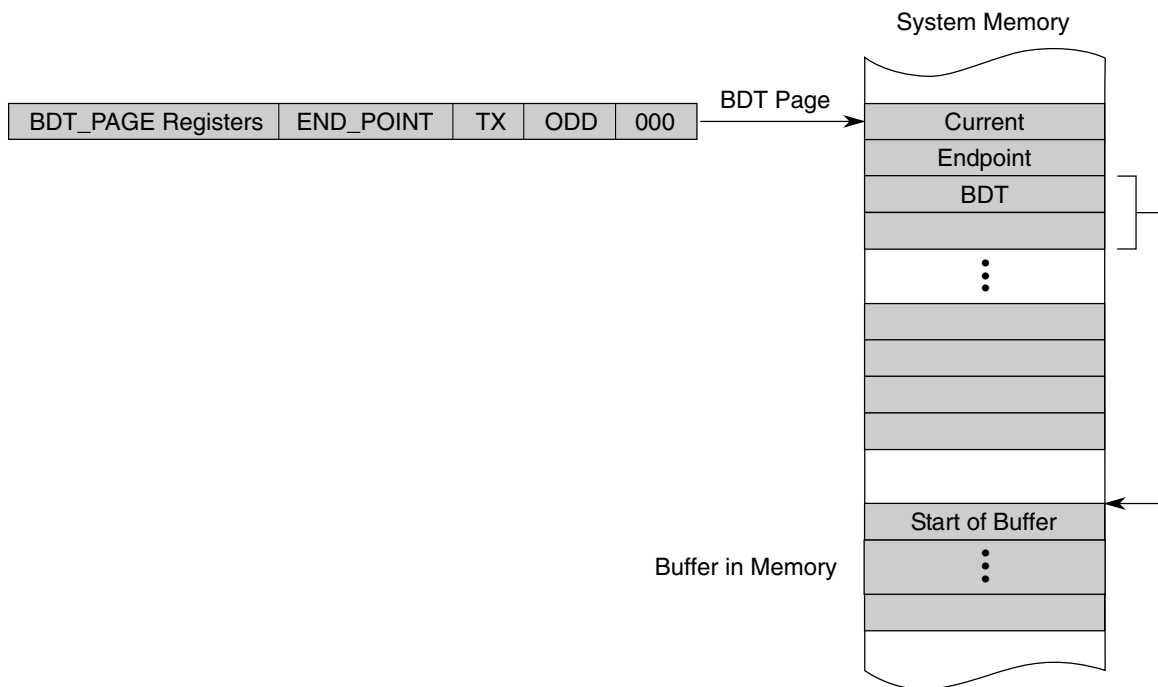 System Memory
BDT_PAGE Registers END_POINT TX ODD 000
BDT Page
Current
Endpoint
BDT
Start of Buffer
Buffer in Memory